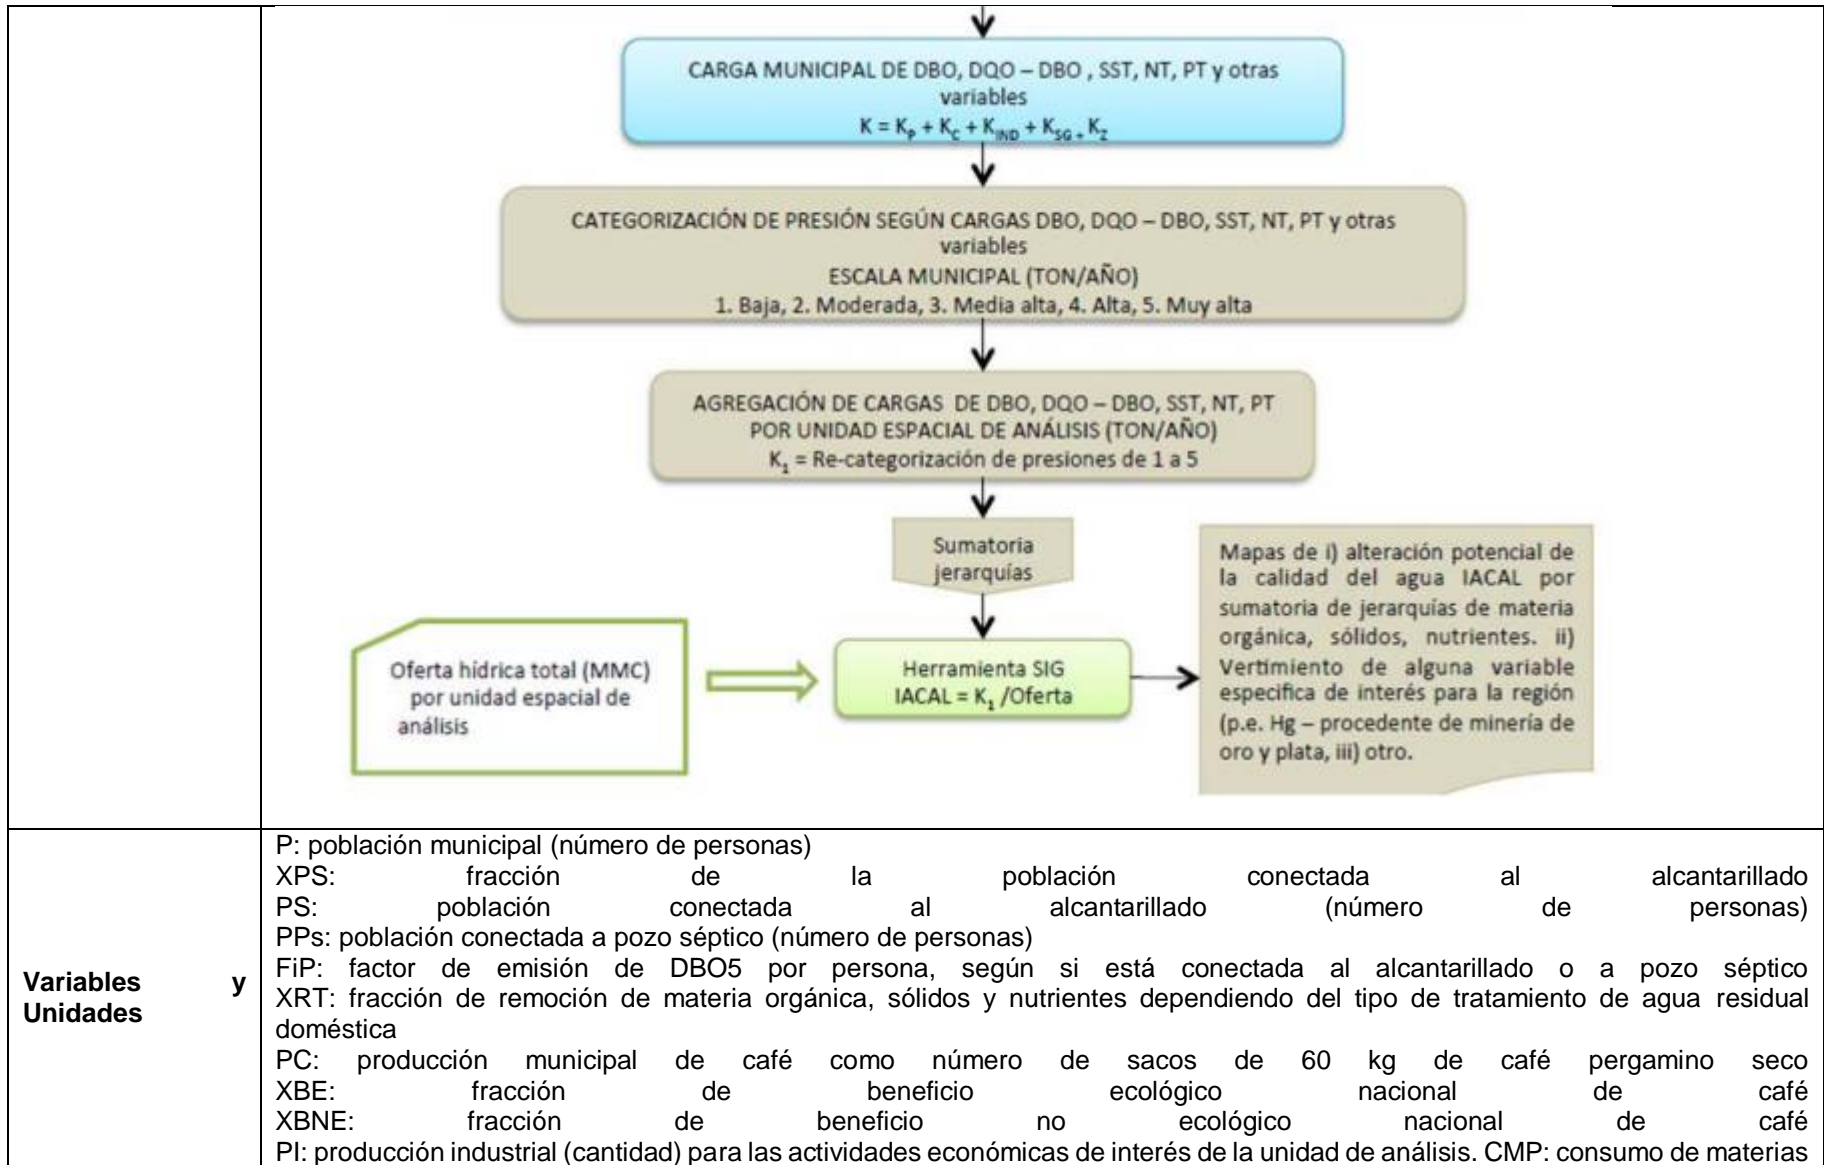 CARGA MUNICIPAL DE DBO, DQO – DBO , SST, NT, PT y otras
variables
K = KP + KC + KIND + KSG + KZ
CATEGORIZACIÓN DE PRESIÓN SEGÚN CARGAS DBO, DQO – DBO, SST, NT, PT y otras
variables
ESCALA MUNICIPAL (TON/AÑO)
1. Baja, 2. Moderada, 3. Media alta, 4. Alta, 5. Muy alta
AGREGACIÓN DE CARGAS DE DBO, DQO – DBO, SST, NT, PT
POR UNIDAD ESPACIAL DE ANÁLISIS (TON/AÑO)
K1 = Re-categorización de presiones de 1 a 5
Sumatoria
jerarquías
Oferta hídrica total (MMC)
por unidad espacial de
análisis
Herramienta SIG
IACAL = K1 /Oferta
Mapas de i) alteración potencial de
la calidad del agua IACAL por
sumatoria de jerarquías de materia
orgánica, sólidos, nutrientes. ii)
Vertimiento de alguna variable
especifica de interés para la región
(p.e. Hg – procedente de minería de
oro y plata, iii) otro.
Variables y
Unidades
P: población municipal (número de personas)
XPS: fracción de la población conectada al alcantarillado
PS: población conectada al alcantarillado (número de personas)
PPs: población conectada a pozo séptico (número de personas)
FiP: factor de emisión de DBO5 por persona, según si está conectada al alcantarillado o a pozo séptico
XRT: fracción de remoción de materia orgánica, sólidos y nutrientes dependiendo del tipo de tratamiento de agua residual
doméstica
PC: producción municipal de café como número de sacos de 60 kg de café pergamino seco
XBE: fracción de beneficio ecológico nacional de café
XBNE: fracción de beneficio no ecológico nacional de café
PI: producción industrial (cantidad) para las actividades económicas de interés de la unidad de análisis. CMP: consumo de materias